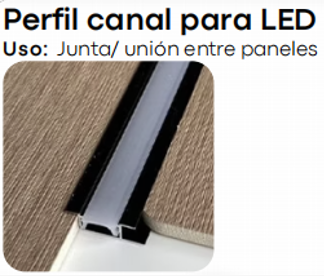 Perfil canal para LED
Uso: Junta/ unión entre paneles